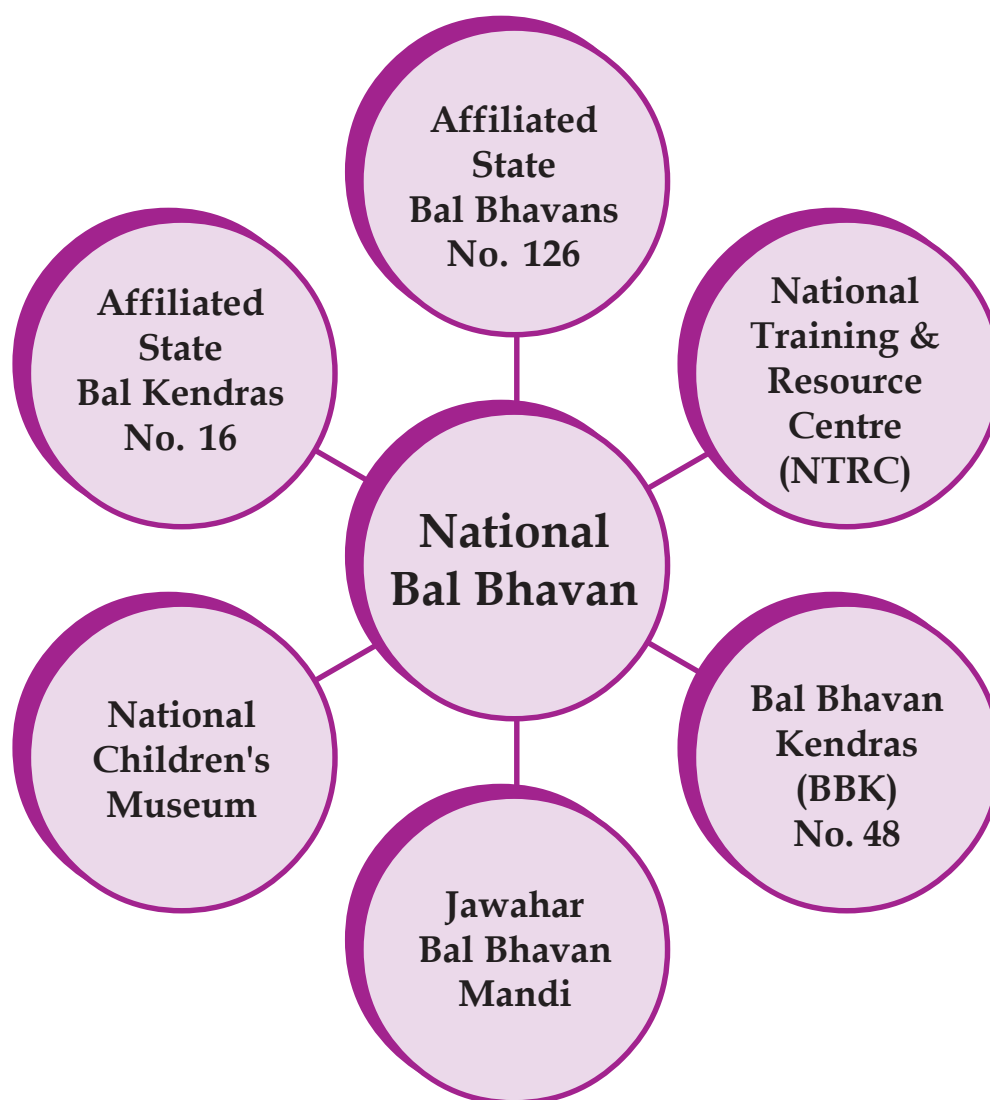 Affiliated
State
Bal Bhavans
No. 126
Affiliated
State
Bal Kendras
No. 16
National
Training &
Resource
Centre
(NTRC)
National
Bal Bhavan
National
Children's
Museum
Bal Bhavan
Kendras
(BBK)
No. 48
Jawahar
Bal Bhavan
Mandi